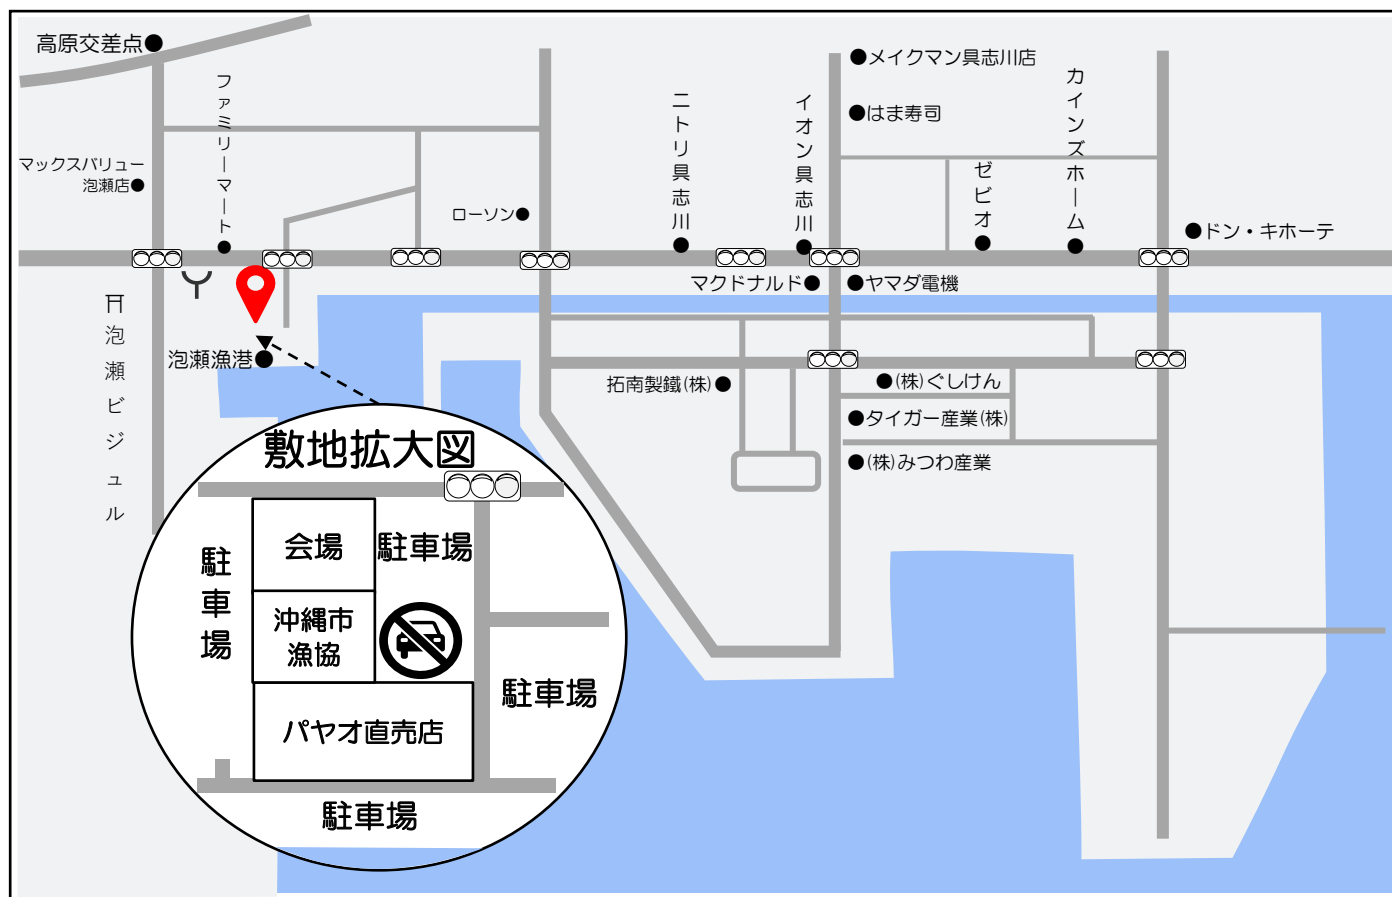 高原交差点
ファミリーマート
マックスバリュー
泡瀬店
ローソン
ニトリ具志川
イオン具志川
メイクマン具志川店
はま寿司
カインズホーム
ゼビオ
ドン・キホーテ
マクドナルド
ヤマダ電機
泡瀬ビジュル
泡瀬漁港
拓南製鐵(株)
(株)ぐしけん
タイガー産業(株)
(株)みつわ産業
敷地拡大図
会場
駐車場
駐車場
沖縄市
漁協
駐車場
パヤオ直売店
駐車場